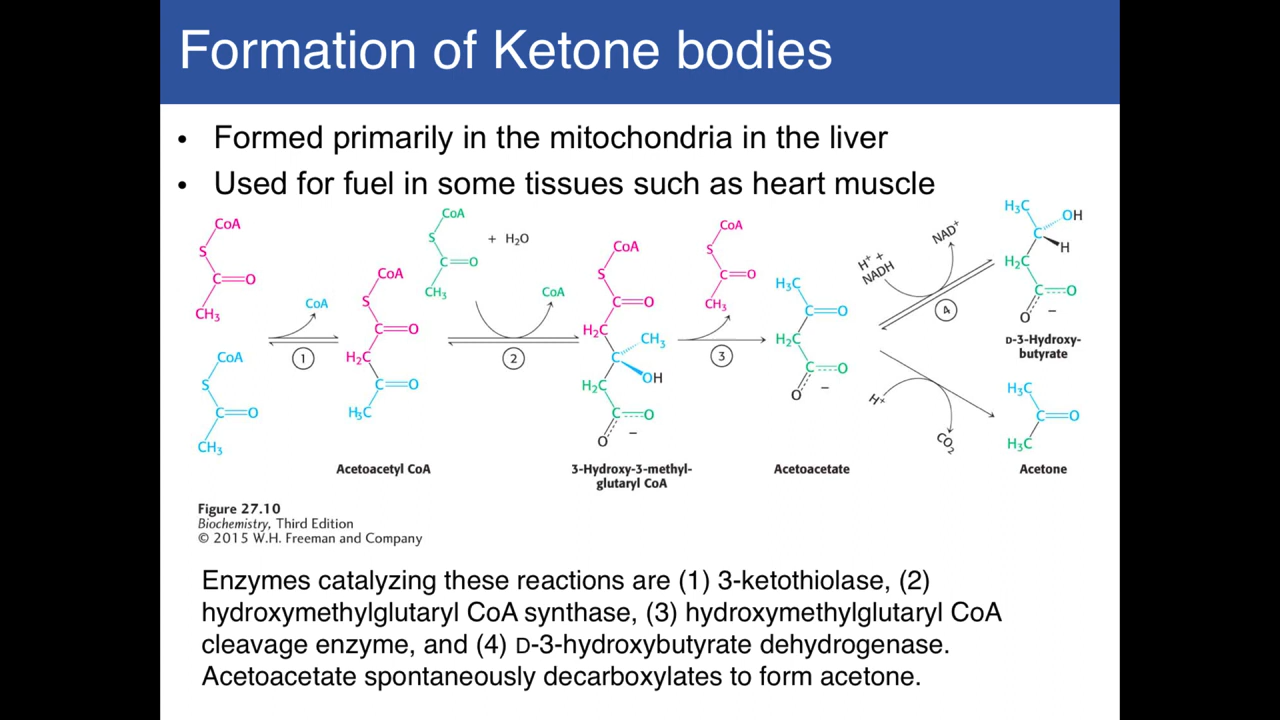 Formation of Ketone bodies
• Formed primarily in the mitochondria in the liver
• Used for fuel in some tissues such as heart muscle
CoA
S
C=O
CH₃
CoA
S
C=O
CH₃
CoA
1
CoA
S
C=O
H₂C
C=O
H₃C
Acetoacetyl CoA
CoA
S
C=O
CH₃
+ H₂O
CoA
2
CoA
S
C=O
H₂C
CH₃
C
OH
H₂C
C=O
O
–
3-Hydroxy-3-methyl-
glutaryl CoA
CoA
S
C=O
CH₃
3
H₃C
C=O
H₂C
C=O
O
–
Acetoacetate
H⁺ +
NADH
NAD⁺
4
H₃C
OH
C
H
H₂C
C=O
O
–
D-3-Hydroxy-
butyrate
H⁺
CO₂
H₃C
C=O
H₃C
Acetone
Figure 27.10
Biochemistry, Third Edition
© 2015 W.H. Freeman and Company
Enzymes catalyzing these reactions are (1) 3-ketothiolase, (2)
hydroxymethylglutaryl CoA synthase, (3) hydroxymethylglutaryl CoA
cleavage enzyme, and (4) D-3-hydroxybutyrate dehydrogenase.
Acetoacetate spontaneously decarboxylates to form acetone.